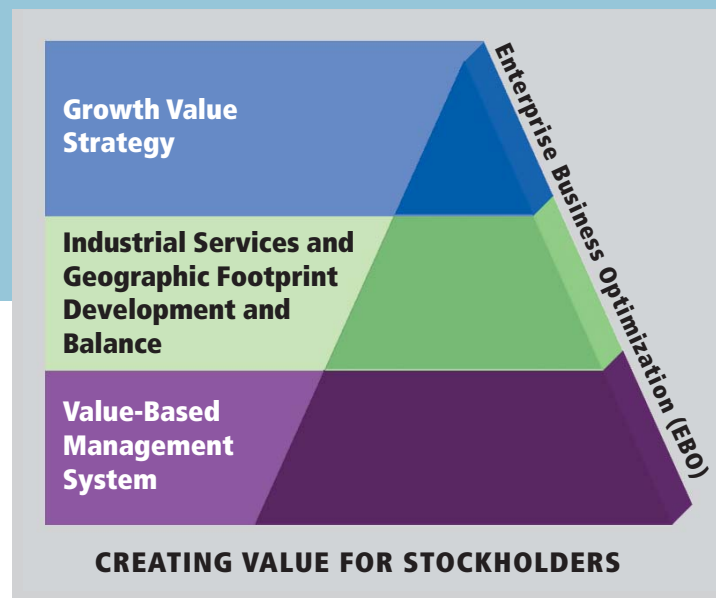 Growth Value
Strategy
Industrial Services and
Geographic Footprint
Development and
Balance
Value-Based
Management
System
Enterprise Business Optimization (EBO)
CREATING VALUE FOR STOCKHOLDERS